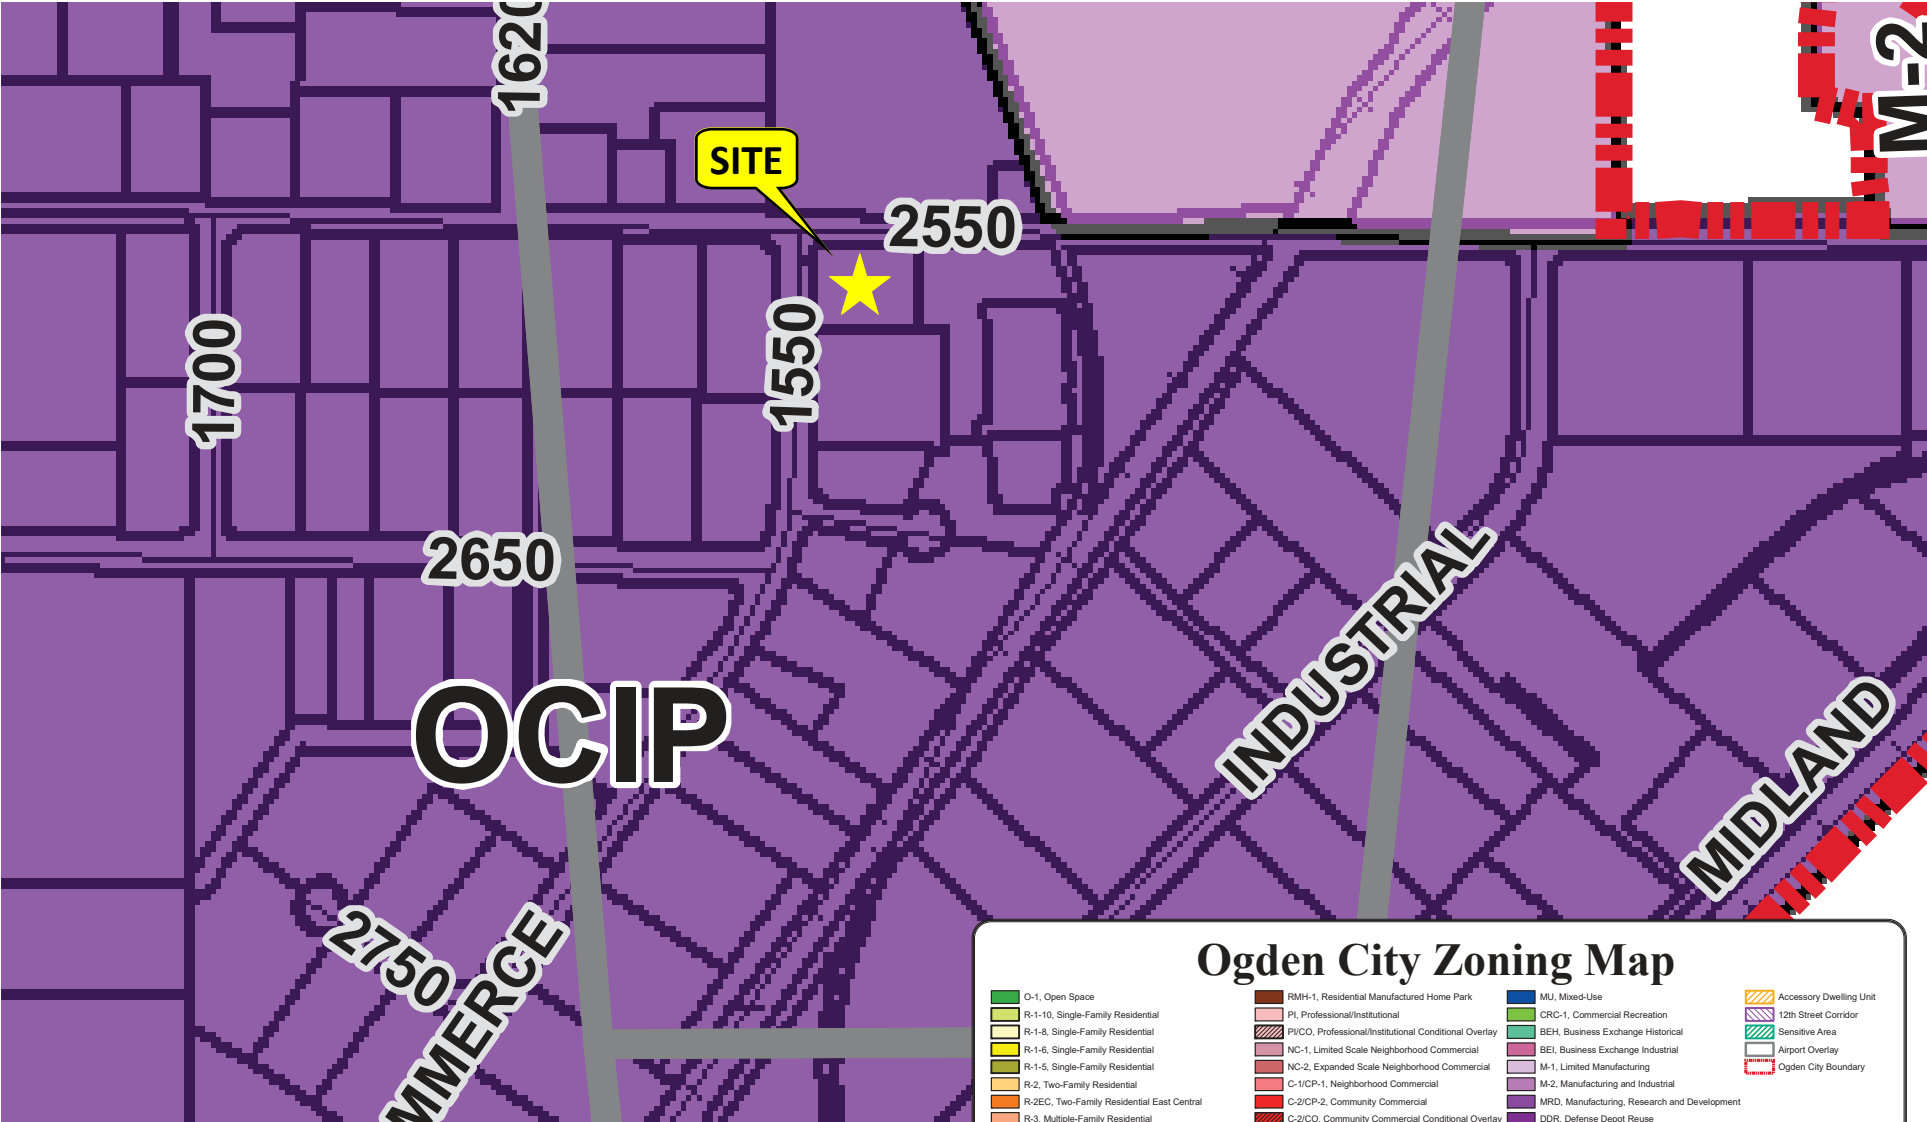 1620
M-2
SITE
2550
1700
1550
2650
INDUSTRIAL
OCIP
MIDLAND
2750
MMERCE
Ogden City Zoning Map
O-1, Open Space
R-1-10, Single-Family Residential
R-1-8, Single-Family Residential
R-1-6, Single-Family Residential
R-1-5, Single-Family Residential
R-2, Two-Family Residential
R-2EC, Two-Family Residential East Central
R-3, Multiple-Family Residential
RMH-1, Residential Manufactured Home Park
PI, Professional/Institutional
PI/CO, Professional/Institutional Conditional Overlay
NC-1, Limited Scale Neighborhood Commercial
NC-2, Expanded Scale Neighborhood Commercial
C-1/CP-1, Neighborhood Commercial
C-2/CP-2, Community Commercial
C-2/CO, Community Commercial Conditional Overlay
MU, Mixed-Use
CRC-1, Commercial Recreation
BEH, Business Exchange Historical
BEI, Business Exchange Industrial
M-1, Limited Manufacturing
M-2, Manufacturing and Industrial
MRD, Manufacturing, Research and Development
DDR, Defense Depot Reuse
Accessory Dwelling Unit
12th Street Corridor
Sensitive Area
Airport Overlay
Ogden City Boundary